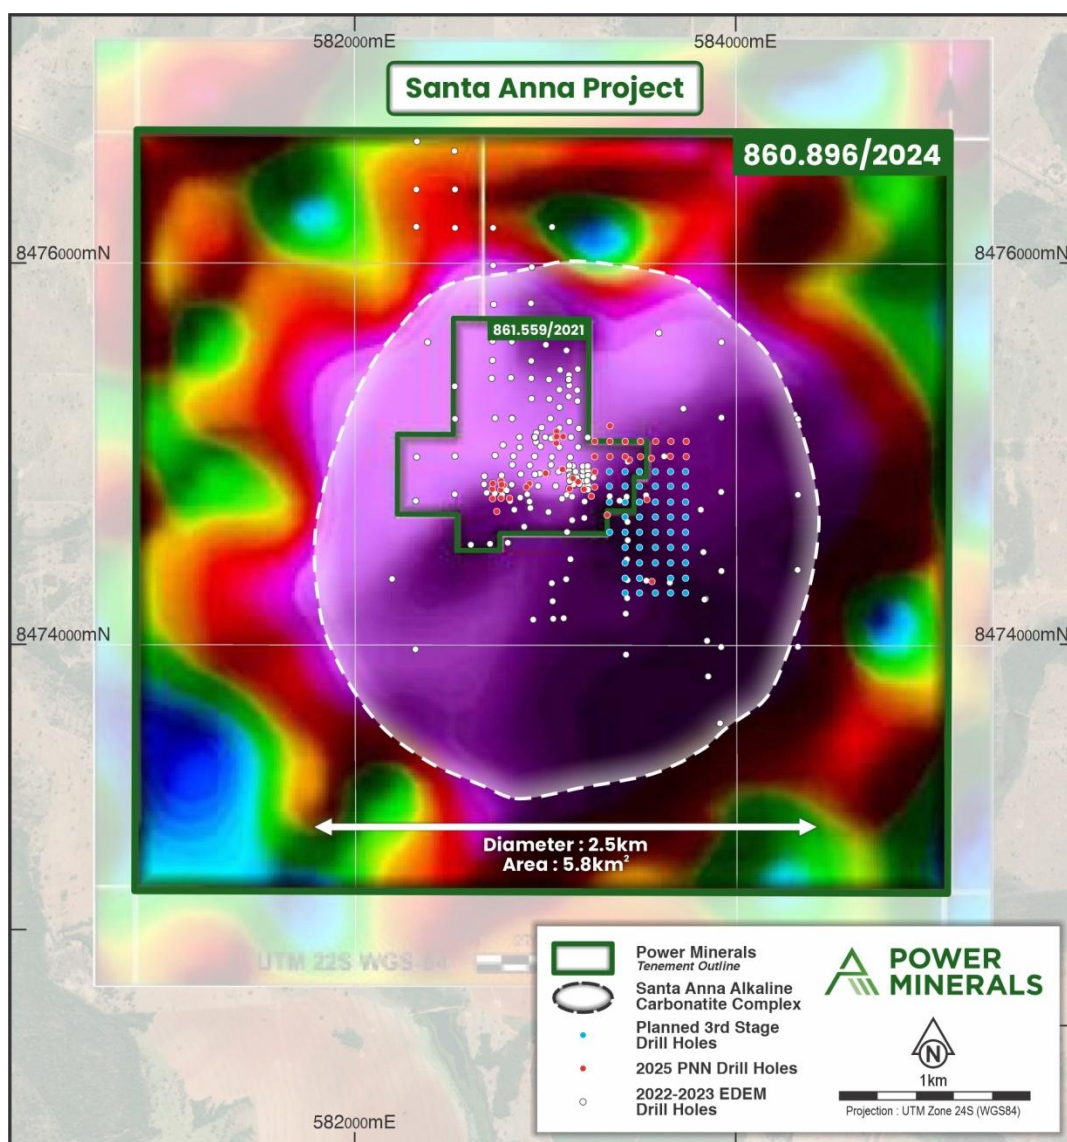 582000mE
584000mE
Santa Anna Project
860.896/2024
8476000mN
8476000mN
861.559/2021
8474000mN
8474000mN
Diameter : 2.5km
Area : 5.8km²
UTM 22S WGS-84
Power Minerals
Tenement Outline
Santa Anna Alkaline
Carbonatite Complex
Planned 3rd Stage
Drill Holes
2025 PNN Drill Holes
2022-2023 EDEM
Drill Holes
POWER
MINERALS
N
1km
Projection : UTM Zone 24S (WGS84)
582000mE